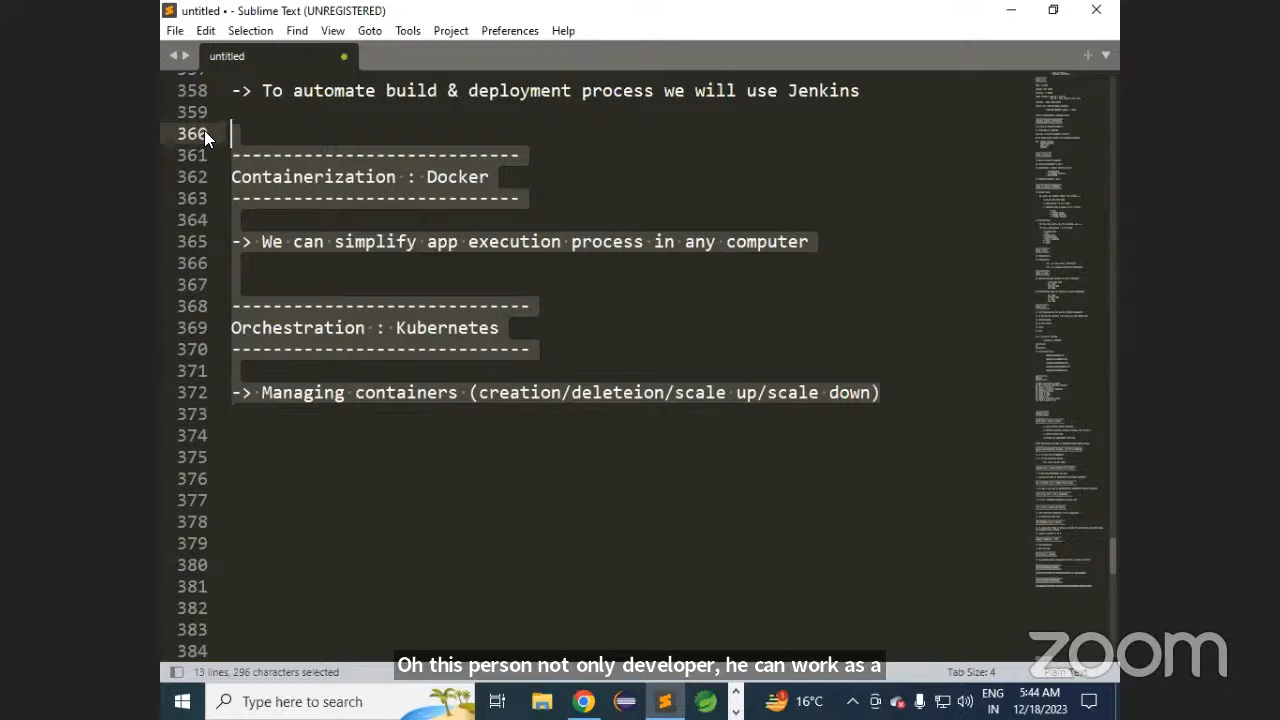 untitled • - Sublime Text (UNREGISTERED)
File Edit Selection Find View Goto Tools Project Preferences Help
untitled
357
358 -> To automate build & deployment process we will use Jenkins
359
360
361 ----------------------------
362 Containerization : Docker
363 ----------------------------
364
365 -> We can simplify app execution process in any computer
366
367
368 -----------------------------
369 Orchestration : Kubernetes
370 -----------------------------
371
372 -> Managing containers (creation/deleteion/scale up/scale down)
373
374
375
376
377
378
379
380
381
382
383
384
zoom
Oh this person not only developer, he can work as a
13 lines, 296 characters selected Tab Size: 4 Plain Text
Type here to search 1 16°C ENG IN 5:44 AM 12/18/2023